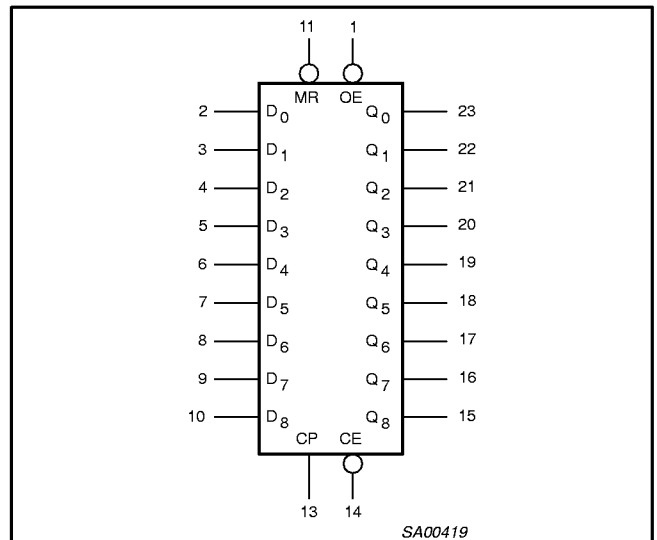 11 1
MR OE
2 D0 Q0 23
3 D1 Q1 22
4 D2 Q2 21
5 D3 Q3 20
6 D4 Q4 19
7 D5 Q5 18
8 D6 Q6 17
9 D7 Q7 16
10 D8 Q8 15
CP CE
13 14
SA00419